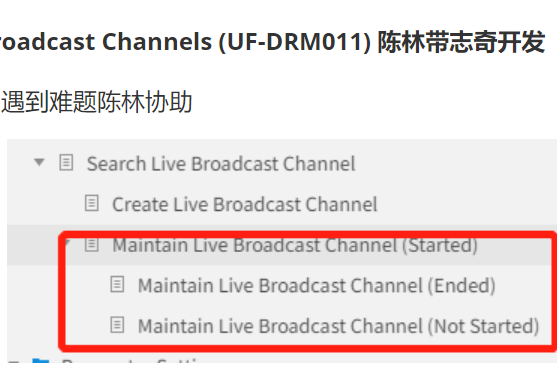 roadcast Channels (UF-DRM011) 陈林带志奇开发
遇到难题陈林协助
Search Live Broadcast Channel
Create Live Broadcast Channel
Maintain Live Broadcast Channel (Started)
Maintain Live Broadcast Channel (Ended)
Maintain Live Broadcast Channel (Not Started)